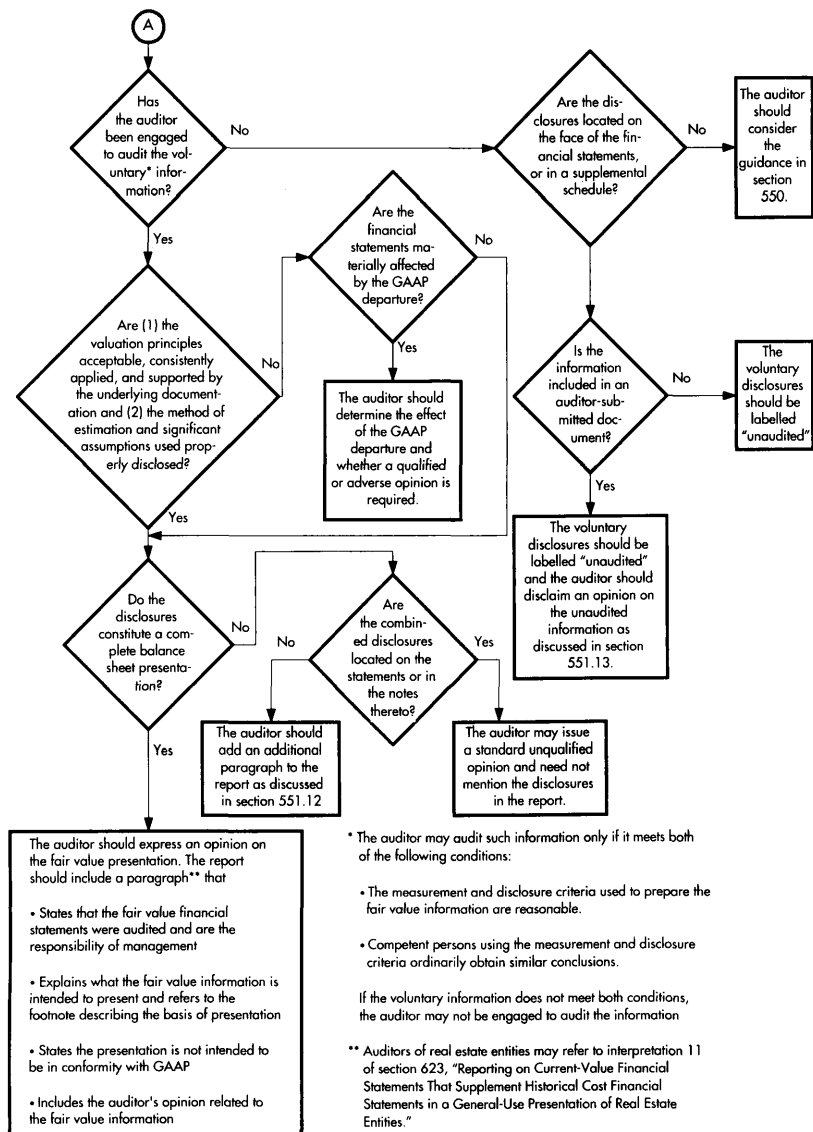 A
Has
the auditor
been engaged
to audit the vol-
untary* infor-
mation?
No
Yes
Are the dis-
closures located on
the face of the fin-
ancial statements,
or in a supplemental
schedule?
No
The auditor
should
consider
the
guidance in
section
550.
Are the
financial
statements ma-
terially affected
by the GAAP
departure?
No
Yes
Are (1) the
valuation principles
acceptable, consistently
applied, and supported by
the underlying document-
ation and (2) the method of
estimation and significant
assumptions used prop-
erly disclosed?
No
Yes
The auditor should
determine the effect
of the GAAP
departure and
whether a qualified
or adverse opinion is
required.
Is the
information
included in an
auditor-sub-
mitted doc-
ument?
No
Yes
The
voluntary
disclosures
should be
labelled
“unaudited”
The voluntary
disclosures should be
labelled “unaudited”
and the auditor should
disclaim an opinion on
the unaudited
information as
discussed in section
551.13.
Do the
disclosures
constitute a com-
plete balance
sheet presenta-
tion?
No
Yes
Are
the combin-
ed disclosures
located on the
statements or in
the notes
thereto?
No
Yes
The auditor should
add an additional
paragraph to the
report as discussed
in section 551.12
The auditor may issue
a standard unqualified
opinion and need not
mention the disclosures
in the report.
The auditor should express an opinion on
the fair value presentation. The report
should include a paragraph** that
• States that the fair value financial
statements were audited and are the
responsibility of management
• Explains what the fair value information is
intended to present and refers to the
footnote describing the basis of presentation
• States the presentation is not intended to
be in conformity with GAAP
• Includes the auditor's opinion related to
the fair value information
* The auditor may audit such information only if it meets both
of the following conditions:
• The measurement and disclosure criteria used to prepare the
fair value information are reasonable.
• Competent persons using the measurement and disclosure
criteria ordinarily obtain similar conclusions.
If the voluntary information does not meet both conditions,
the auditor may not be engaged to audit the information
** Auditors of real estate entities may refer to interpretation 11
of section 623, “Reporting on Current-Value Financial
Statements That Supplement Historical Cost Financial
Statements in a General-Use Presentation of Real Estate
Entities.”